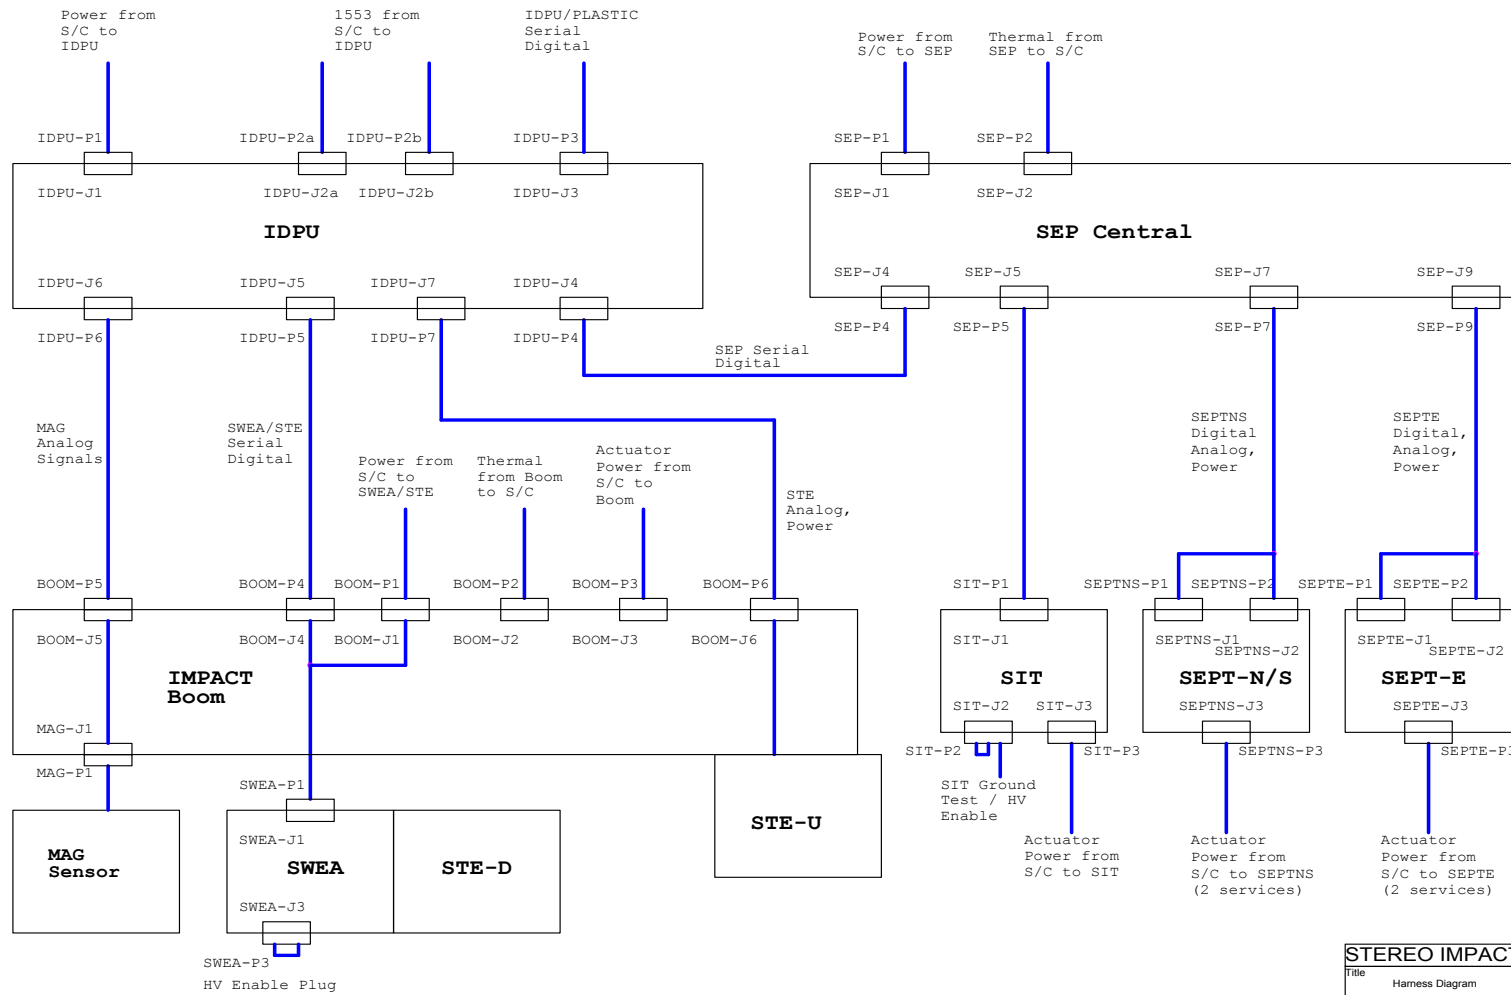 Power from
S/C to
IDPU
1553 from
S/C to
IDPU
IDPU/PLASTIC
Serial
Digital
Power from
S/C to SEP
Thermal from
SEP to S/C
IDPU-P1
IDPU-P2a
IDPU-P2b
IDPU-P3
SEP-P1
SEP-P2
IDPU-J1
IDPU-J2a
IDPU-J2b
IDPU-J3
SEP-J1
SEP-J2
IDPU
SEP Central
IDPU-J6
IDPU-J5
IDPU-J7
IDPU-J4
SEP-J4
SEP-J5
SEP-J7
SEP-J9
IDPU-P6
IDPU-P5
IDPU-P7
IDPU-P4
SEP-P4
SEP-P5
SEP-P7
SEP-P9
SEP Serial
Digital
MAG
Analog
Signals
SWEA/STE
Serial
Digital
Power from
S/C to
SWEA/STE
Thermal
from Boom
to S/C
Actuator
Power from
S/C to
Boom
STE
Analog,
Power
SEPTNS
Digital
Analog,
Power
SEPTE
Digital,
Analog,
Power
BOOM-P5
BOOM-P4
BOOM-P1
BOOM-P2
BOOM-P3
BOOM-P6
SIT-P1
SEPTNS-P1
SEPTNS-P2
SEPTE-P1
SEPTE-P2
BOOM-J5
BOOM-J4
BOOM-J1
BOOM-J2
BOOM-J3
BOOM-J6
SIT-J1
SEPTNS-J1
SEPTNS-J2
SEPTE-J1
SEPTE-J2
IMPACT
Boom
SIT
SEPT-N/S
SEPT-E
SIT-J2
SIT-J3
SEPTNS-J3
SEPTE-J3
MAG-J1
SIT-P2
SIT-P3
SEPTNS-P3
SEPTE-P3
MAG-P1
SWEA-P1
SIT Ground
Test / HV
Enable
STE-U
SWEA-J1
MAG
Sensor
SWEA
STE-D
Actuator
Power from
S/C to SIT
Actuator
Power from
S/C to SEPTNS
(2 services)
Actuator
Power from
S/C to SEPTE
(2 services)
SWEA-J3
SWEA-P3
HV Enable Plug
STEREO IMPACT
Title
Harness Diagram